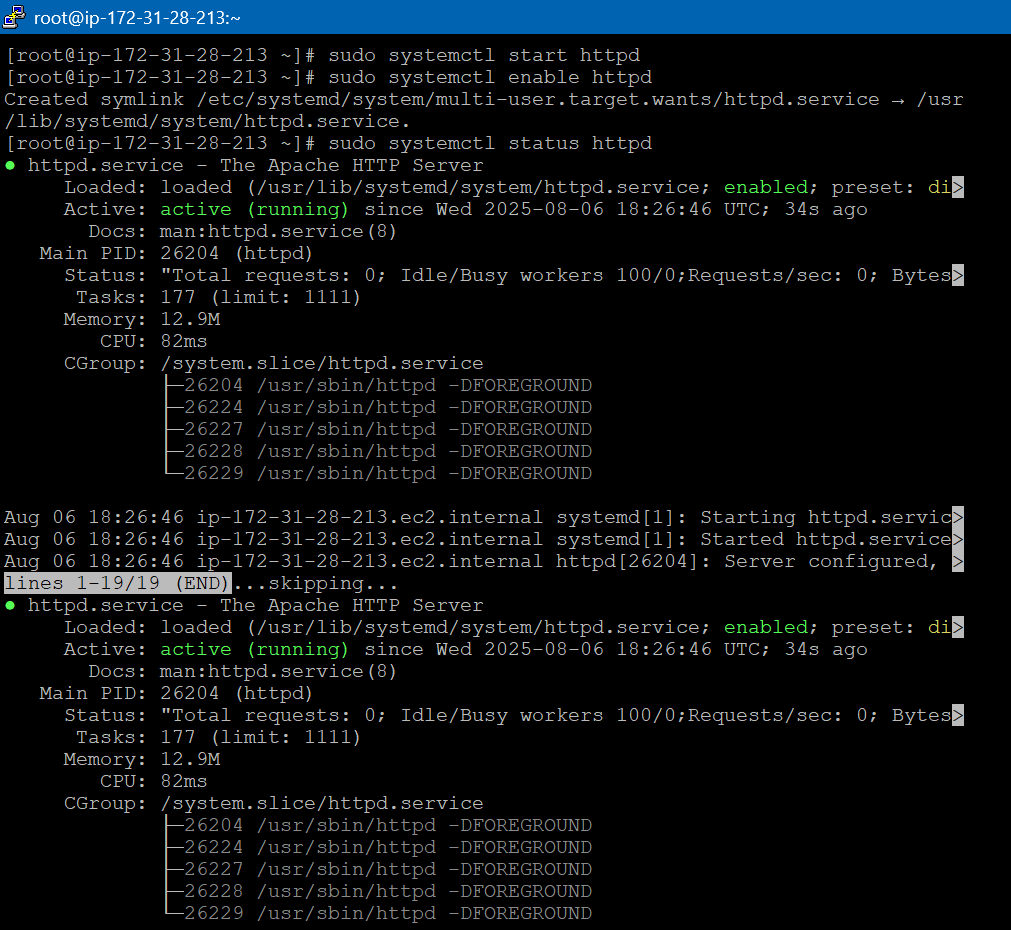 root@ip-172-31-28-213:~
[root@ip-172-31-28-213 ~]# sudo systemctl start httpd
[root@ip-172-31-28-213 ~]# sudo systemctl enable httpd
Created symlink /etc/systemd/system/multi-user.target.wants/httpd.service → /usr
/lib/systemd/system/httpd.service.
[root@ip-172-31-28-213 ~]# sudo systemctl status httpd
● httpd.service - The Apache HTTP Server
     Loaded: loaded (/usr/lib/systemd/system/httpd.service; enabled; preset: di>
     Active: active (running) since Wed 2025-08-06 18:26:46 UTC; 34s ago
       Docs: man:httpd.service(8)
   Main PID: 26204 (httpd)
     Status: "Total requests: 0; Idle/Busy workers 100/0;Requests/sec: 0; Bytes>
      Tasks: 177 (limit: 1111)
     Memory: 12.9M
        CPU: 82ms
     CGroup: /system.slice/httpd.service
             ├─26204 /usr/sbin/httpd -DFOREGROUND
             ├─26224 /usr/sbin/httpd -DFOREGROUND
             ├─26227 /usr/sbin/httpd -DFOREGROUND
             ├─26228 /usr/sbin/httpd -DFOREGROUND
             └─26229 /usr/sbin/httpd -DFOREGROUND

Aug 06 18:26:46 ip-172-31-28-213.ec2.internal systemd[1]: Starting httpd.servic>
Aug 06 18:26:46 ip-172-31-28-213.ec2.internal systemd[1]: Started httpd.service>
Aug 06 18:26:46 ip-172-31-28-213.ec2.internal httpd[26204]: Server configured, >
lines 1-19/19 (END)...skipping...
● httpd.service - The Apache HTTP Server
     Loaded: loaded (/usr/lib/systemd/system/httpd.service; enabled; preset: di>
     Active: active (running) since Wed 2025-08-06 18:26:46 UTC; 34s ago
       Docs: man:httpd.service(8)
   Main PID: 26204 (httpd)
     Status: "Total requests: 0; Idle/Busy workers 100/0;Requests/sec: 0; Bytes>
      Tasks: 177 (limit: 1111)
     Memory: 12.9M
        CPU: 82ms
     CGroup: /system.slice/httpd.service
             ├─26204 /usr/sbin/httpd -DFOREGROUND
             ├─26224 /usr/sbin/httpd -DFOREGROUND
             ├─26227 /usr/sbin/httpd -DFOREGROUND
             ├─26228 /usr/sbin/httpd -DFOREGROUND
             └─26229 /usr/sbin/httpd -DFOREGROUND